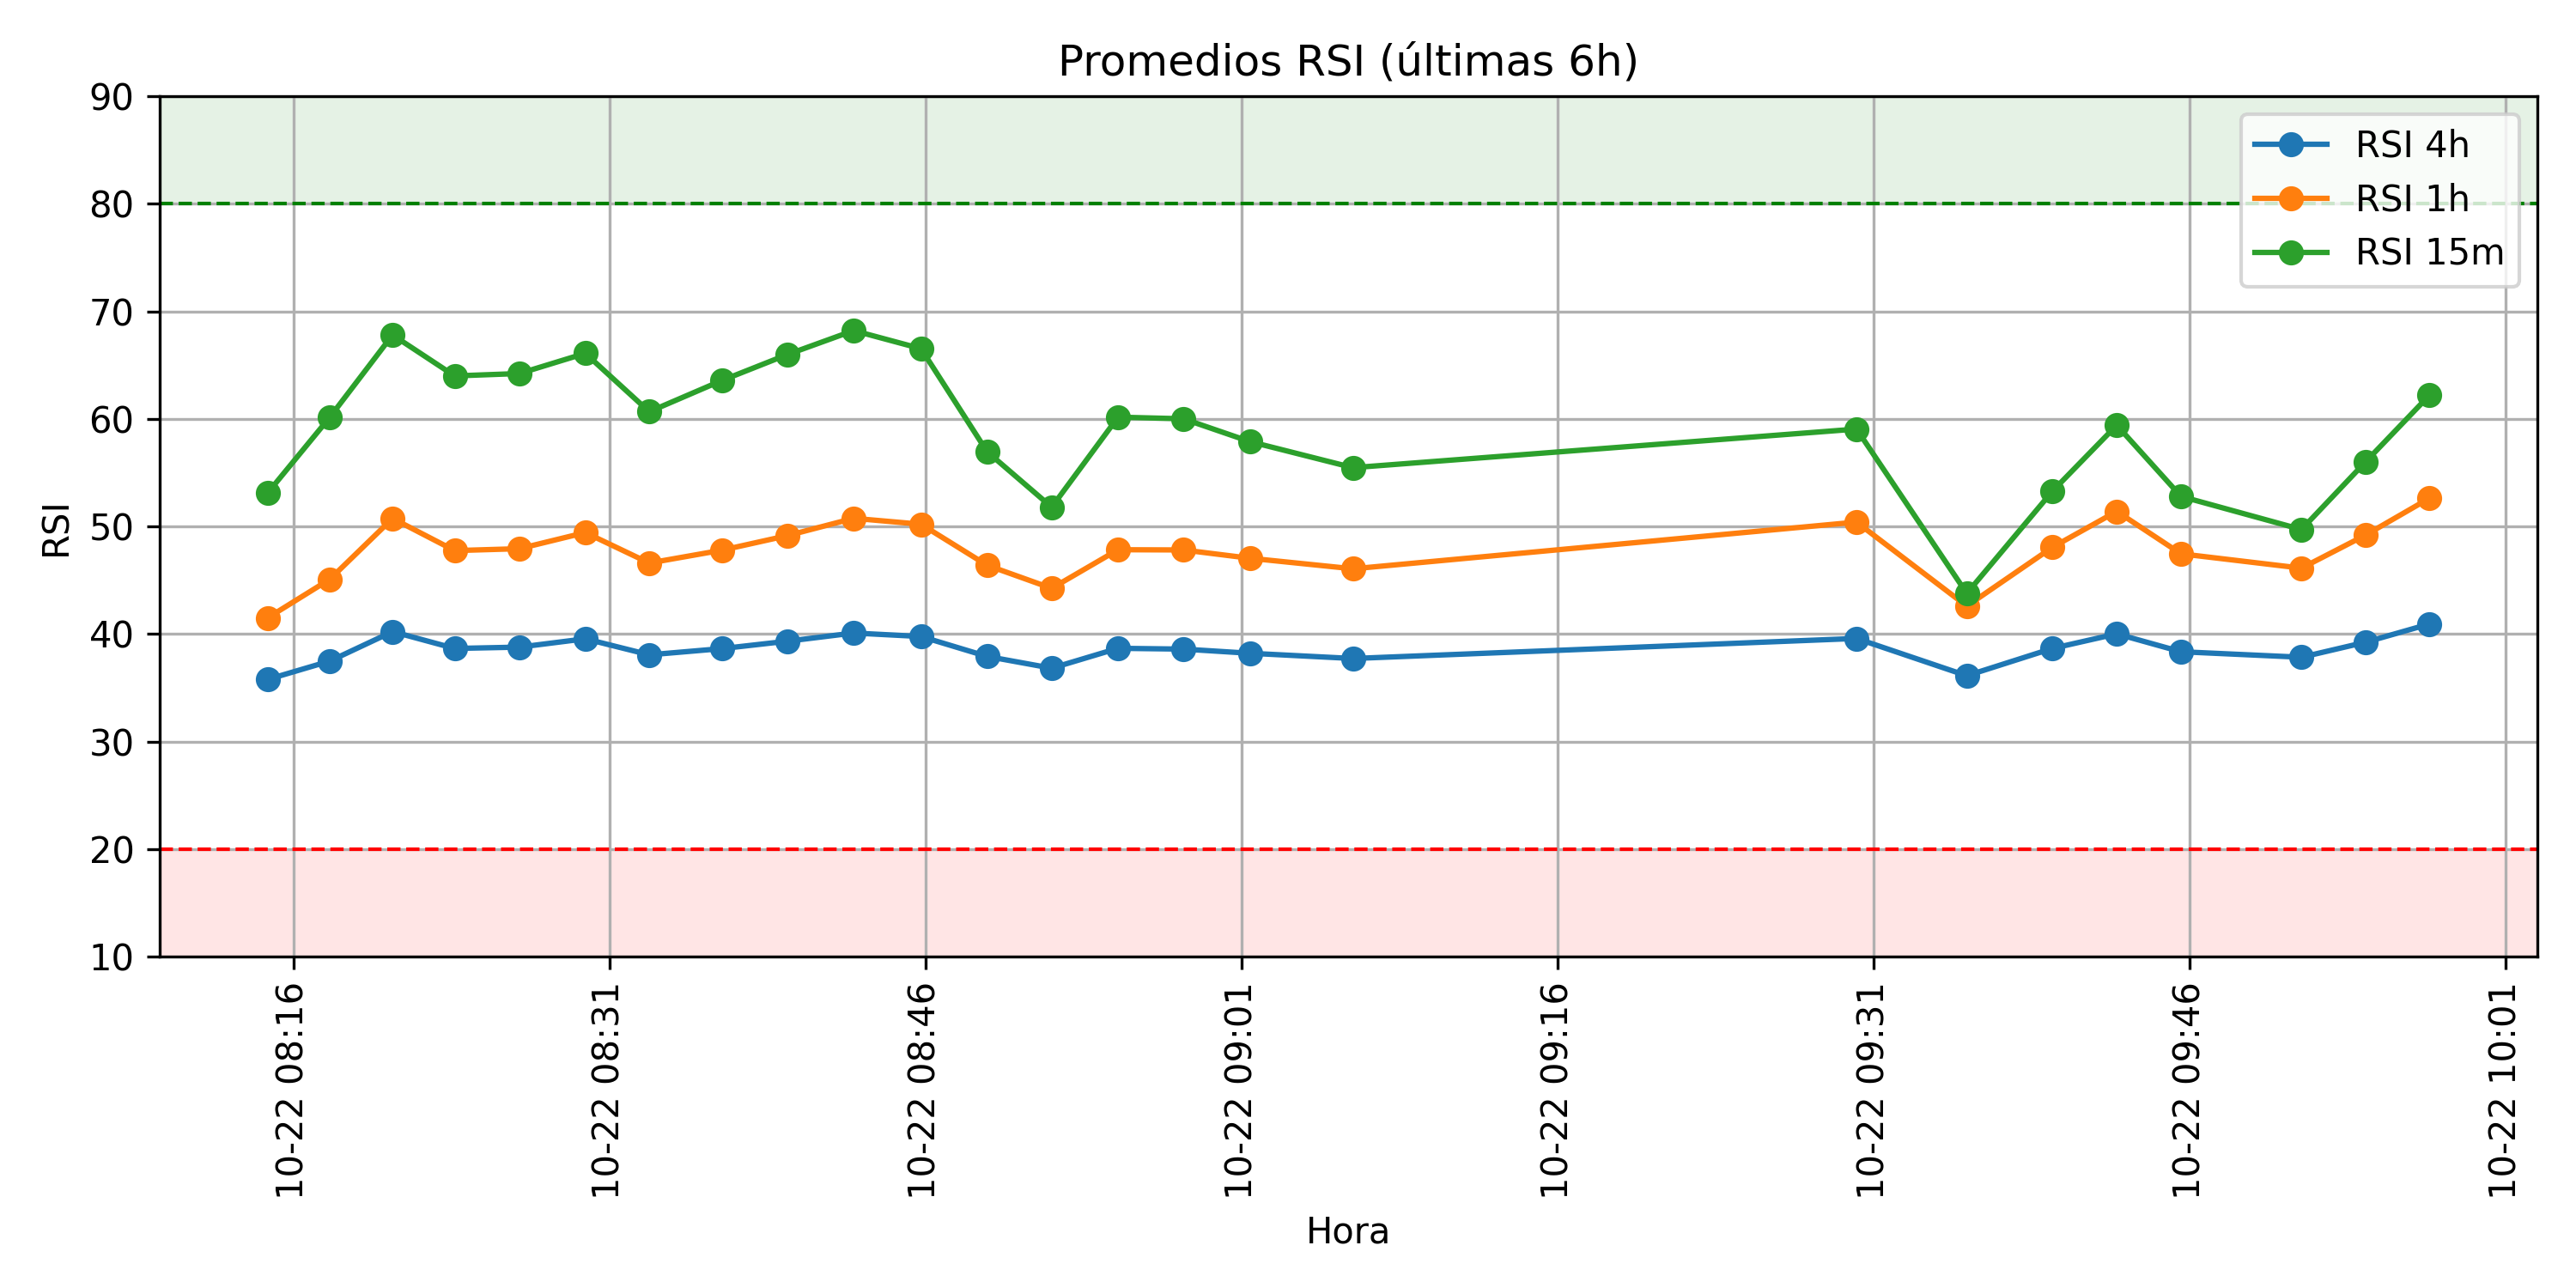 Promedios RSI (últimas 6h)
90
80
70
60
50
40
30
20
10
RSI
RSI 4h
RSI 1h
RSI 15m
10-22 08:16
10-22 08:31
10-22 08:46
10-22 09:01
10-22 09:16
10-22 09:31
10-22 09:46
10-22 10:01
Hora